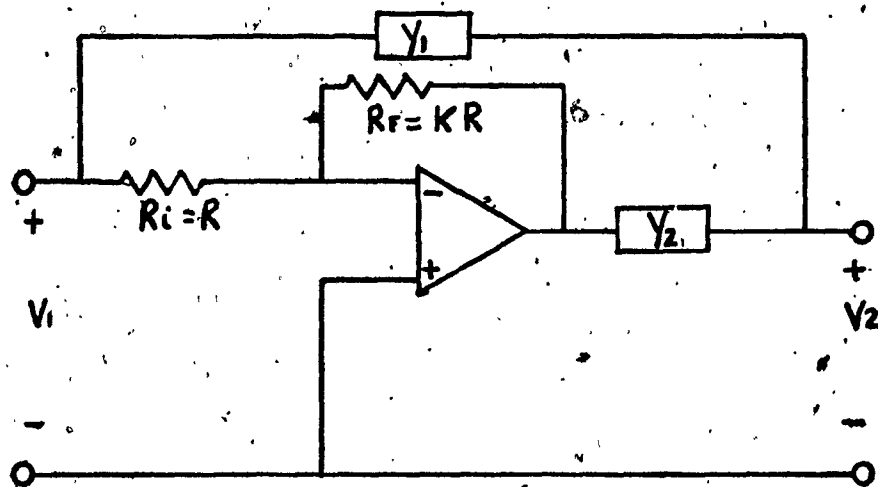 Y1
RF = KR
Ri = R
−
+
Y2
+
+
V1
V2
−
−